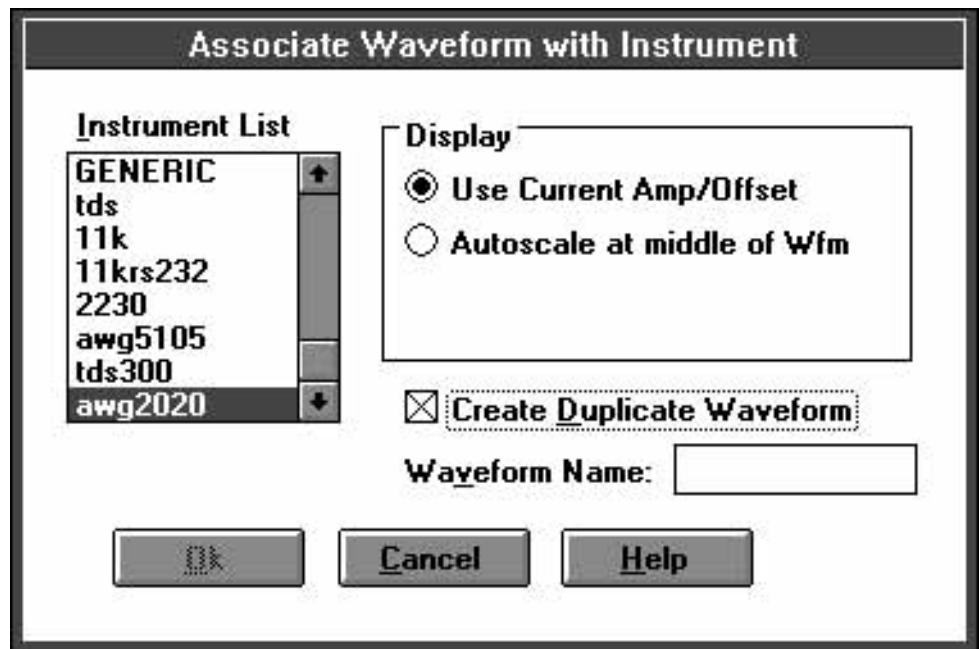 Associate Waveform with Instrument
Instrument List
GENERIC
tds
11k
11krs232
2230
awg5105
tds300
awg2020
Display
Use Current Amp/Offset
Autoscale at middle of Wfm
Create Duplicate Waveform
Waveform Name:
Ok
Cancel
Help